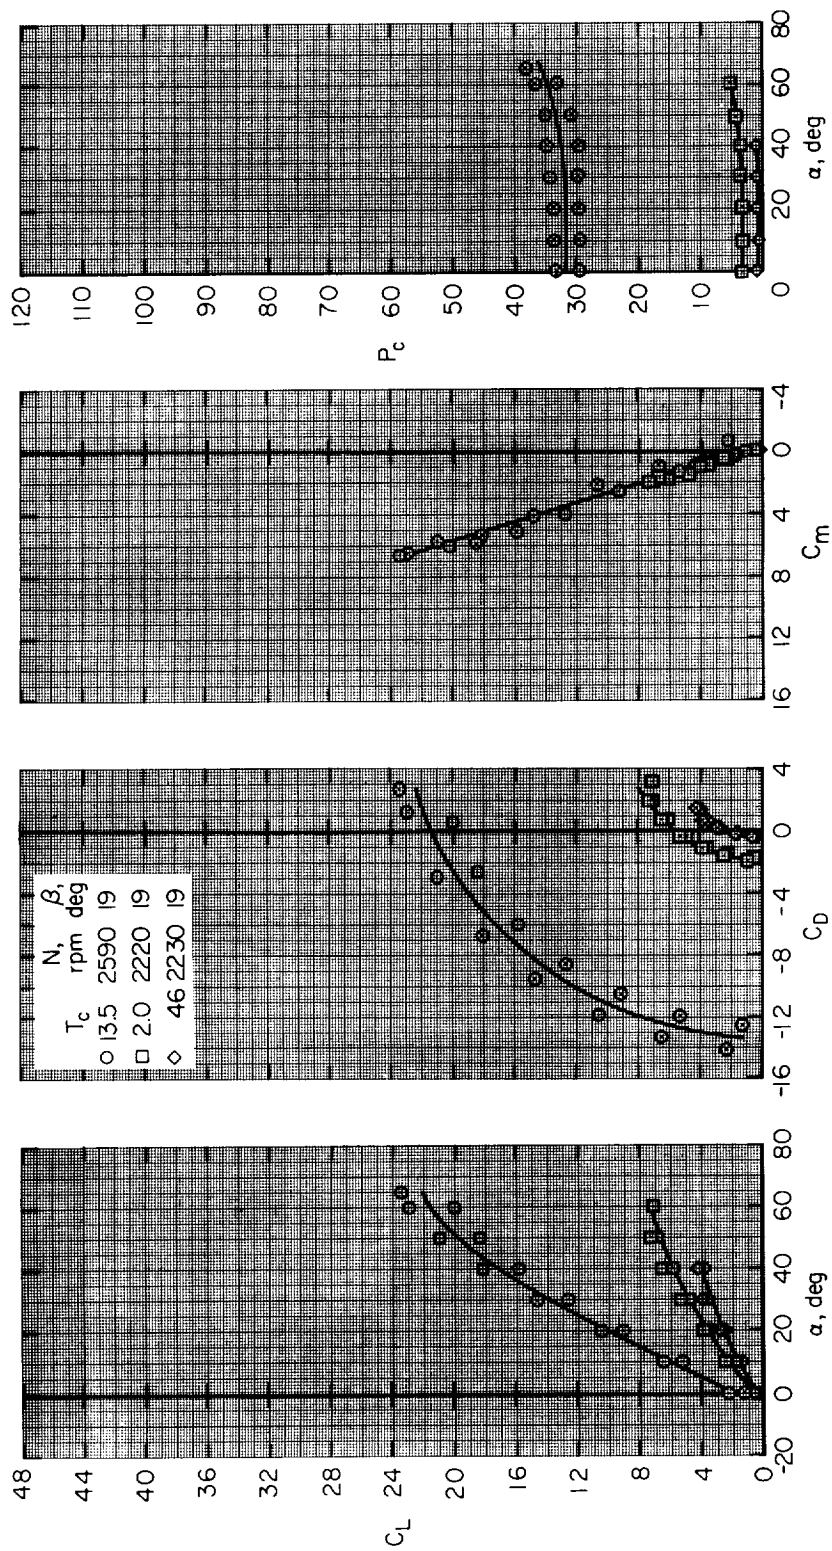 C_L
48
44
40
36
32
28
24
20
16
12
8
4
0
-20 0 20 40 60 80
α, deg
T_c N, rpm β, deg
○ 13.5 2590 19
□ 2.0 2220 19
◇ .46 2230 19
-16 -12 -8 -4 0 4
C_D
16 12 8 4 0 -4
C_m
P_c
120
110
100
90
80
70
60
50
40
30
20
10
0 20 40 60 80
α, deg